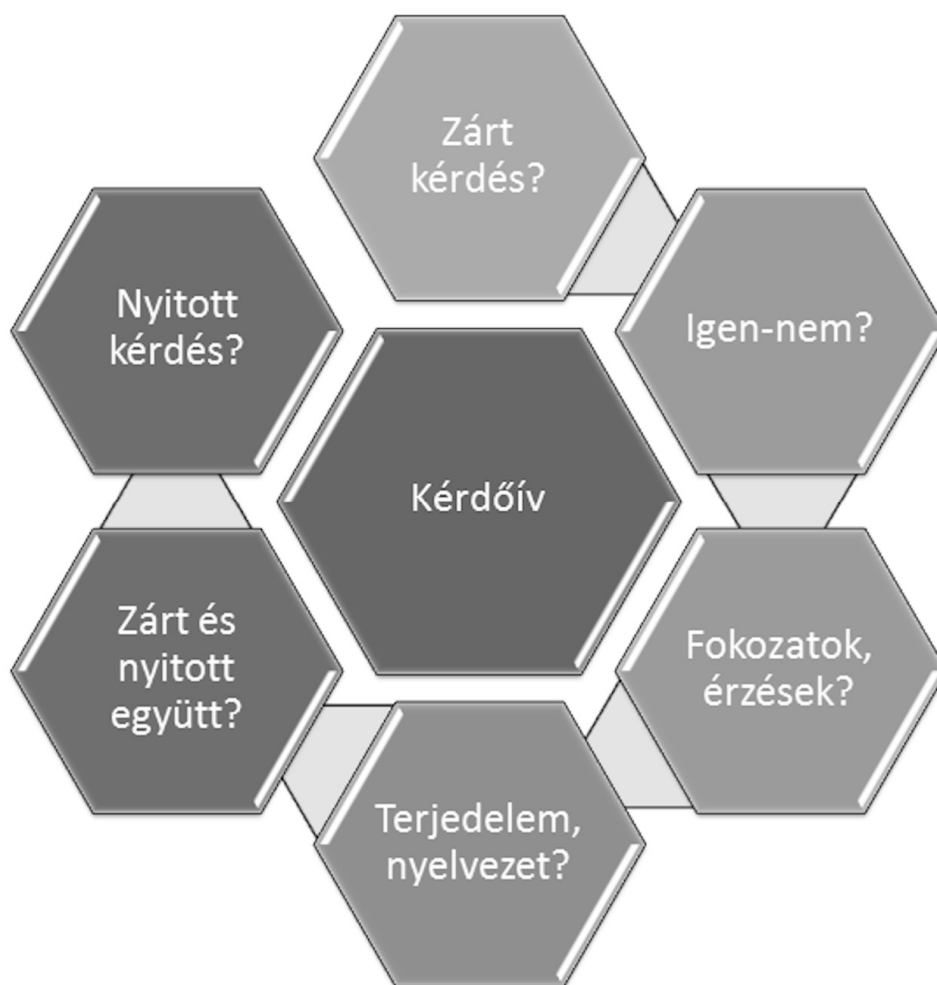 Zárt
kérdés?
Igen-nem?
Fokozatok,
érzések?
Terjedelem,
nyelvezet?
Zárt és
nyitott
együtt?
Nyitott
kérdés?
Kérdőív